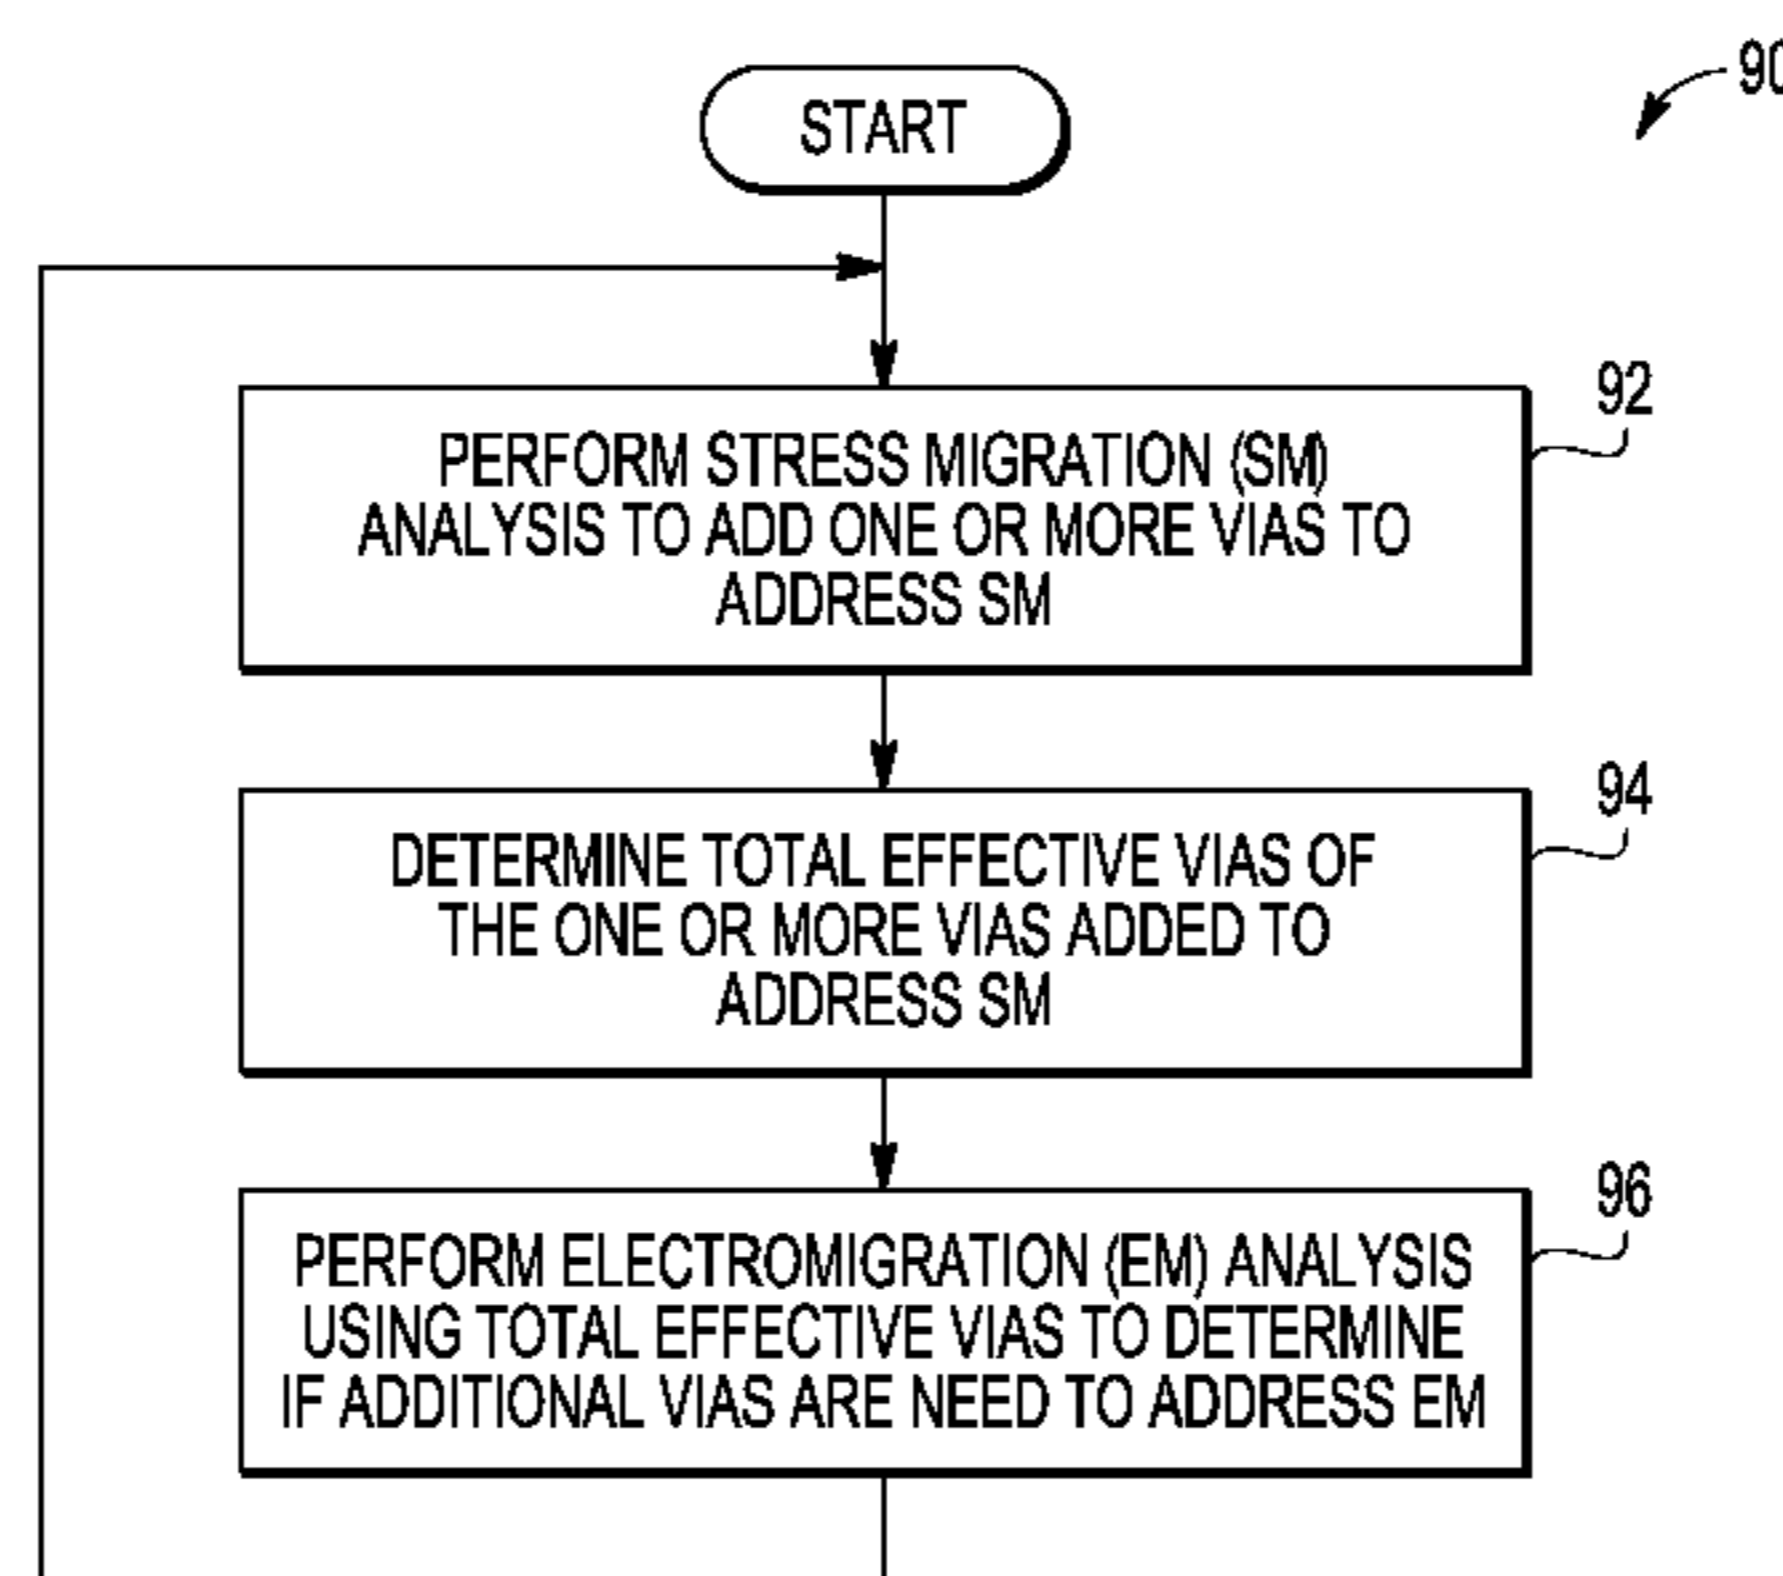 90
START
92
PERFORM STRESS MIGRATION (SM)
ANALYSIS TO ADD ONE OR MORE VIAS TO
ADDRESS SM
94
DETERMINE TOTAL EFFECTIVE VIAS OF
THE ONE OR MORE VIAS ADDED TO
ADDRESS SM
96
PERFORM ELECTROMIGRATION (EM) ANALYSIS
USING TOTAL EFFECTIVE VIAS TO DETERMINE
IF ADDITIONAL VIAS ARE NEED TO ADDRESS EM